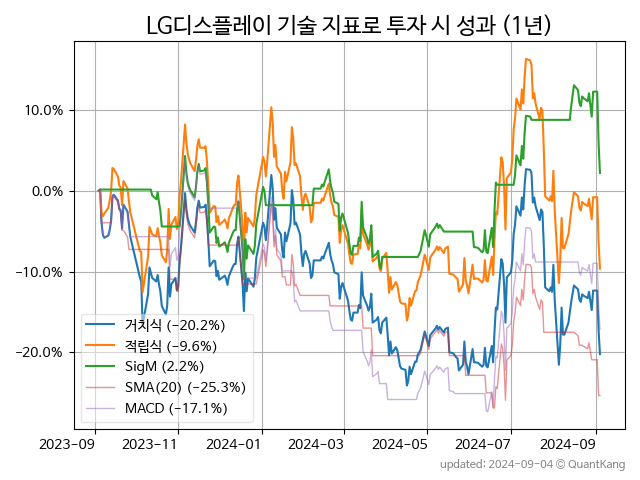 LG디스플레이 기술 지표로 투자 시 성과 (1년)
10.0%
0.0%
−10.0%
−20.0%
거치식 (−20.2%)
적립식 (−9.6%)
SigM (2.2%)
SMA(20) (−25.3%)
MACD (−17.1%)
2023-09 2023-11 2024-01 2024-03 2024-05 2024-07 2024-09
updated: 2024-09-04 © QuantKang